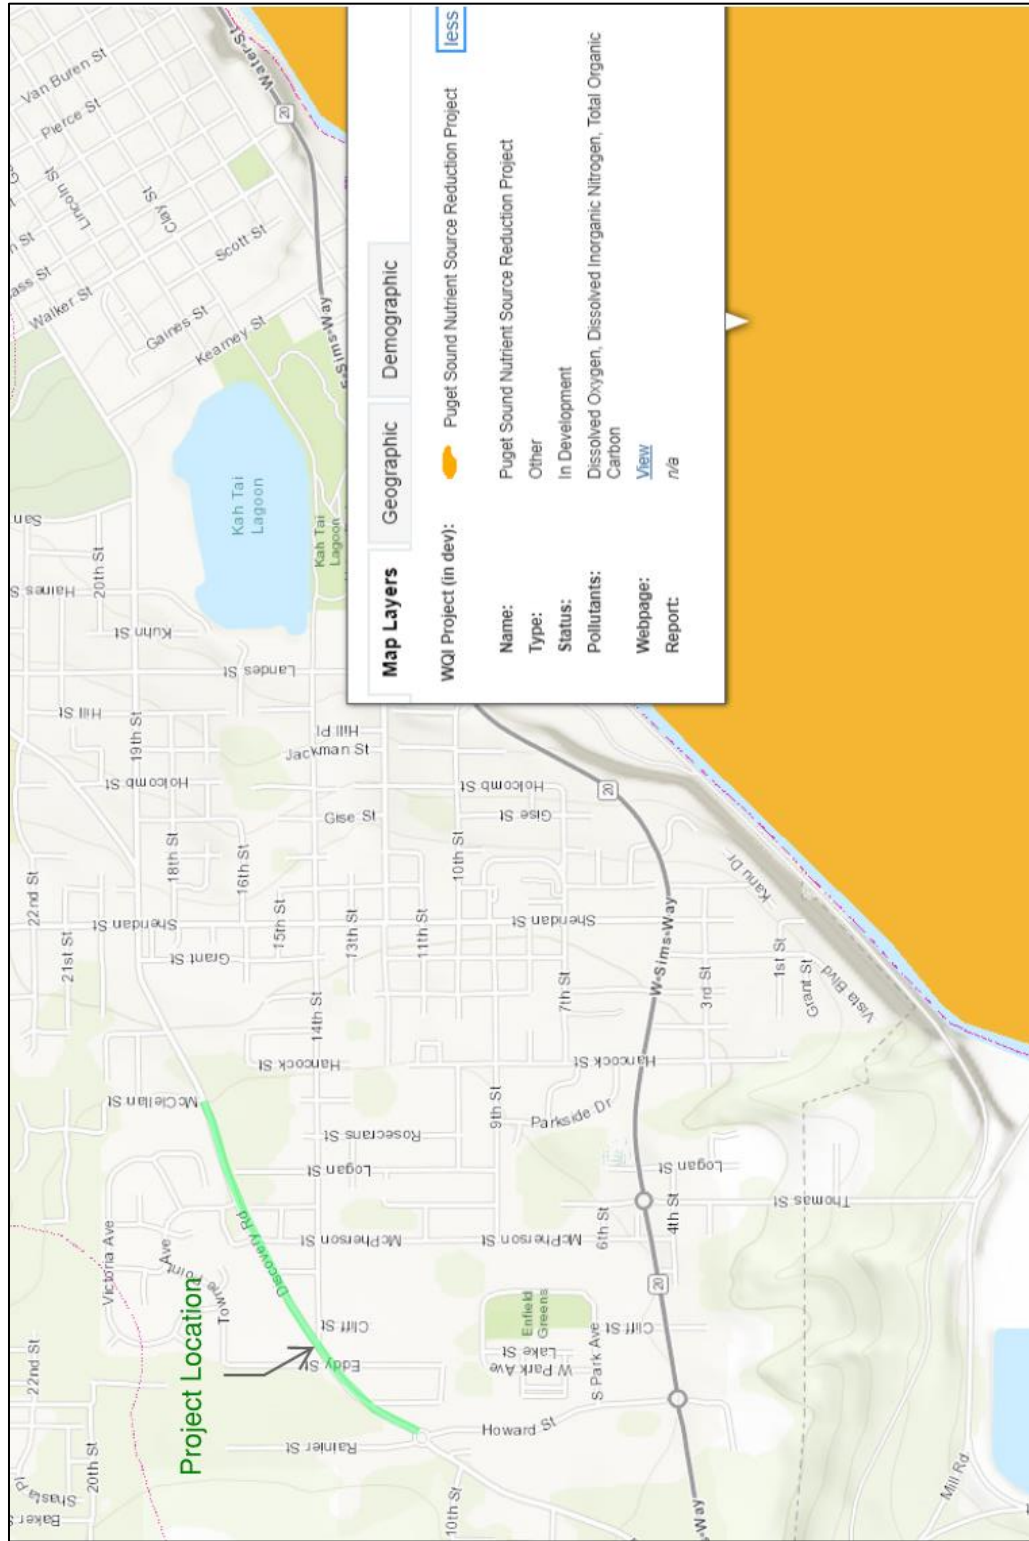 Project Location
Discovery Rd
Map Layers
Geographic
Demographic
WQI Project (in dev):
Puget Sound Nutrient Source Reduction Project
less
Name:
Puget Sound Nutrient Source Reduction Project
Type:
Other
Status:
In Development
Pollutants:
Dissolved Oxygen, Dissolved Inorganic Nitrogen, Total Organic
Carbon
Webpage:
View
Report:
n/a
Shasta Pl
20th St
22nd St
Victoria Ave
Towne Point Ave
Rainier St
Eddy St
Cliff St
10th St
Howard St
McClellan St
McPherson St
Logan St
Rosecrans St
14th St
Hancock St
21st St
22nd St
Sheridan St
Grant St
18th St
16th St
15th St
13th St
11th St
10th St
19th St
Holcomb St
Hill St
Gise St
Jackman St
Hill Pl
Landes St
Kuhn St
20th St
Haines St
San
Kah Tai
Lagoon
Kah Tai
Lagoon
Kearney St
Gaines St
Walker St
Scott St
Clay St
Lincoln St
Pierce St
Van Buren St
Water St
20
E Sims Way
Holcomb St
Gise St
20
Sheridan St
W Sims Way
Kanu Dr
7th St
3rd St
1st St
Grant St
Vista Blvd
Hancock St
9th St
Parkside Dr
Logan St
McPherson St
6th St
4th St
Thomas St
Enfield
Greens
Lake St
W Park Ave
S Park Ave
Cliff St
20
Way
Mill Rd